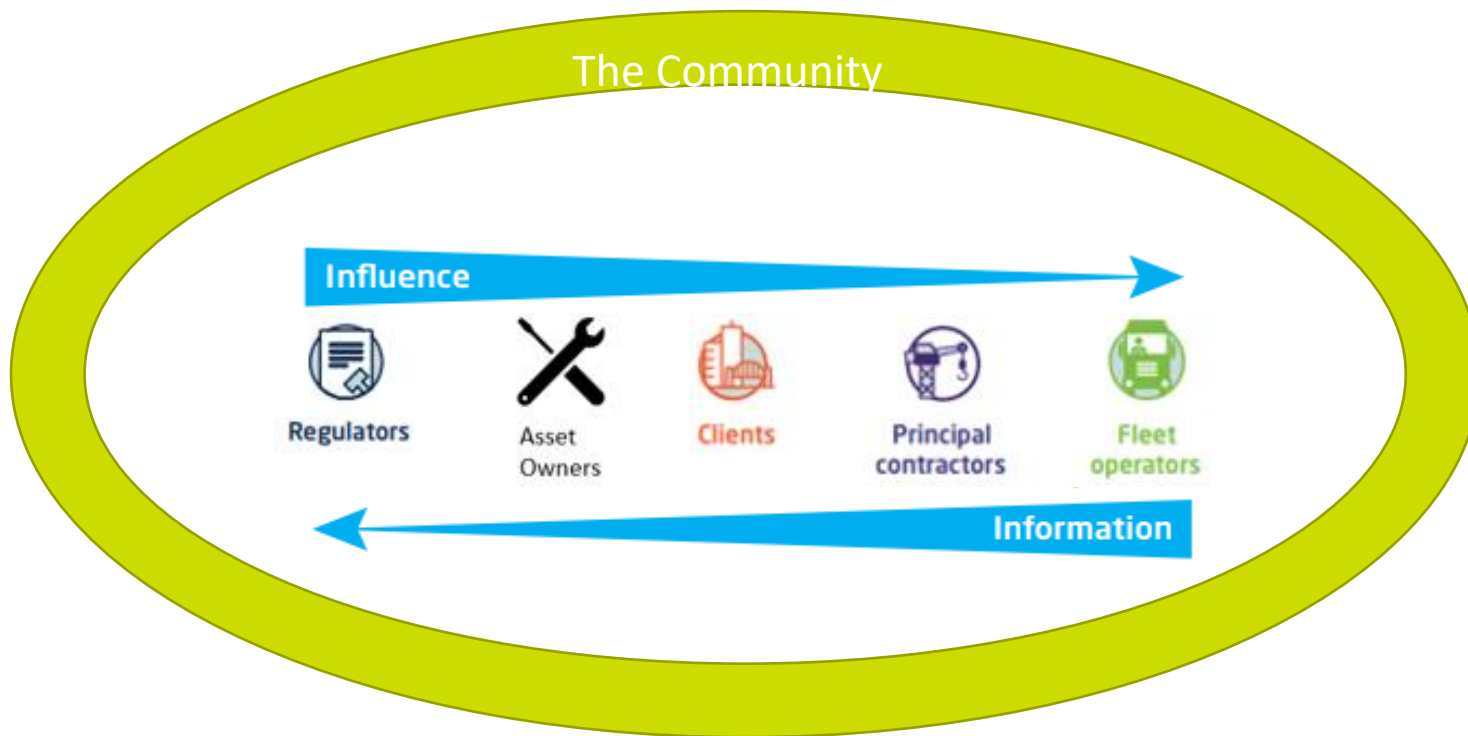 The Community
Influence
Regulators
Asset
Owners
Clients
Principal
contractors
Fleet
operators
Information